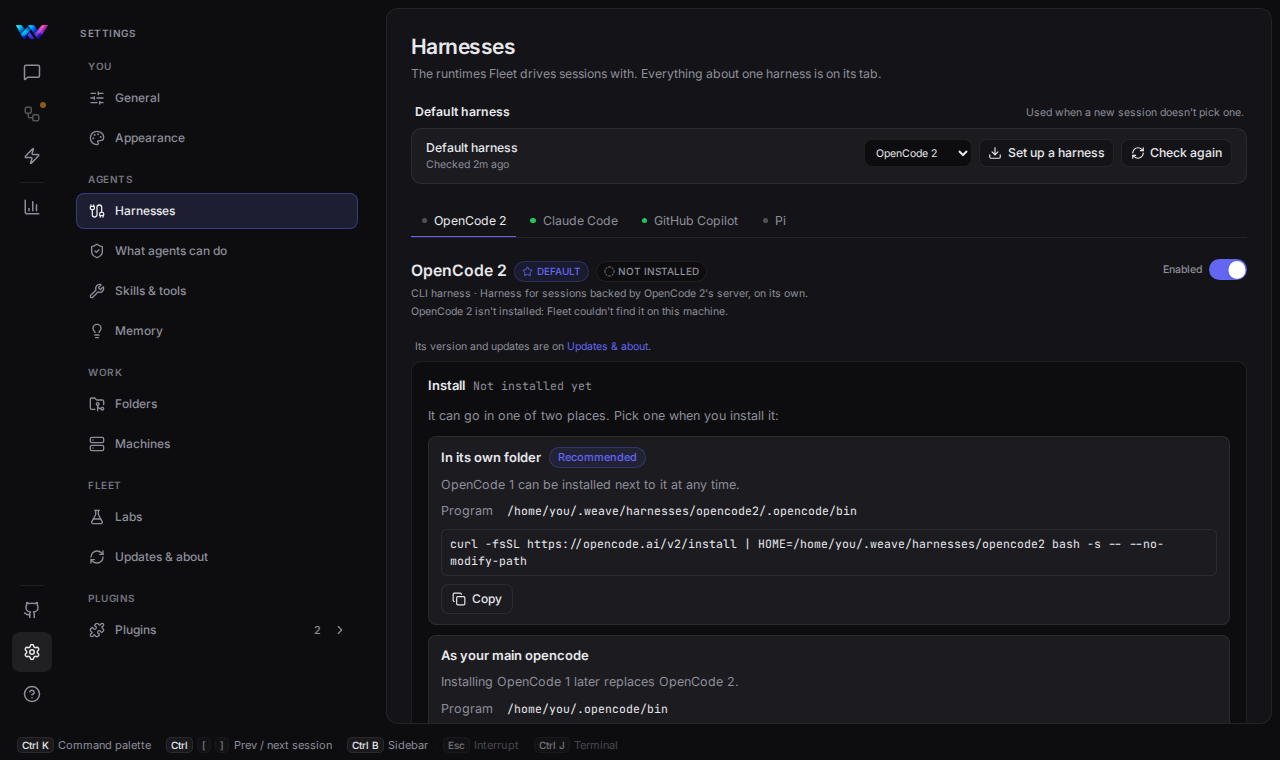 SETTINGS
YOU
General
Appearance
AGENTS
Harnesses
What agents can do
Skills & tools
Memory
WORK
Folders
Machines
FLEET
Labs
Updates & about
PLUGINS
Plugins 2
Harnesses
The runtimes Fleet drives sessions with. Everything about one harness is on its tab.
Default harness Used when a new session doesn't pick one.
Default harness
Checked 2m ago
OpenCode 2 Set up a harness Check again
OpenCode 2 Claude Code GitHub Copilot Pi
OpenCode 2 DEFAULT NOT INSTALLED Enabled
CLI harness · Harness for sessions backed by OpenCode 2's server, on its own.
OpenCode 2 isn't installed: Fleet couldn't find it on this machine.
Its version and updates are on Updates & about.
Install Not installed yet
It can go in one of two places. Pick one when you install it:
In its own folder Recommended
OpenCode 1 can be installed next to it at any time.
Program /home/you/.weave/harnesses/opencode2/.opencode/bin
curl -fsSL https://opencode.ai/v2/install | HOME=/home/you/.weave/harnesses/opencode2 bash -s -- --no-
modify-path
Copy
As your main opencode
Installing OpenCode 1 later replaces OpenCode 2.
Program /home/you/.opencode/bin
Ctrl K Command palette Ctrl [ ] Prev / next session Ctrl B Sidebar Esc Interrupt Ctrl J Terminal